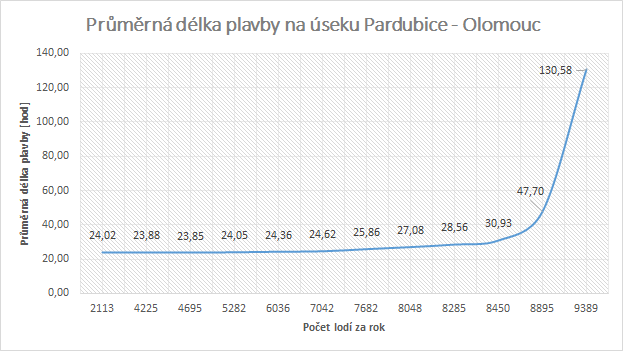 Průměrná délka plavby na úseku Pardubice - Olomouc
Průměrná délka plavby [hod]
140,00
120,00
100,00
80,00
60,00
40,00
20,00
0,00
24,02 23,88 23,85 24,05 24,36 24,62 25,86 27,08 28,56 30,93 47,70 130,58
2113 4225 4695 5282 6036 7042 7682 8048 8285 8450 8895 9389
Počet lodí za rok